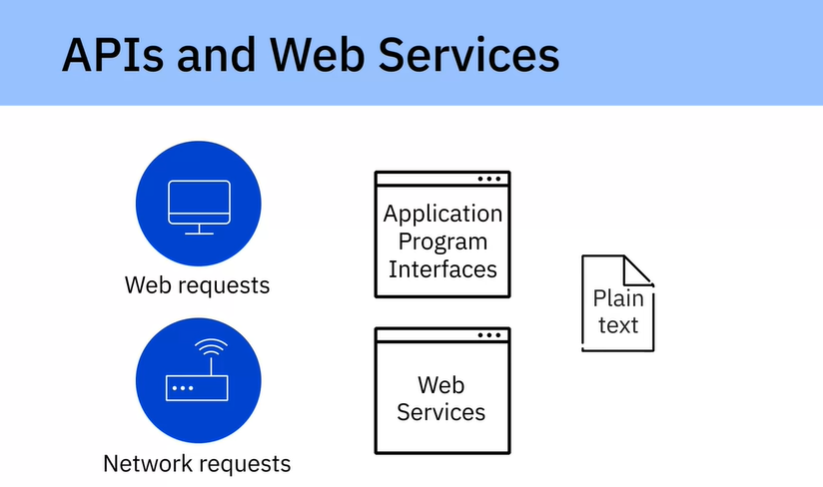 APIs and Web Services
Web requests
Network requests
Application
Program
Interfaces
Web
Services
Plain
text